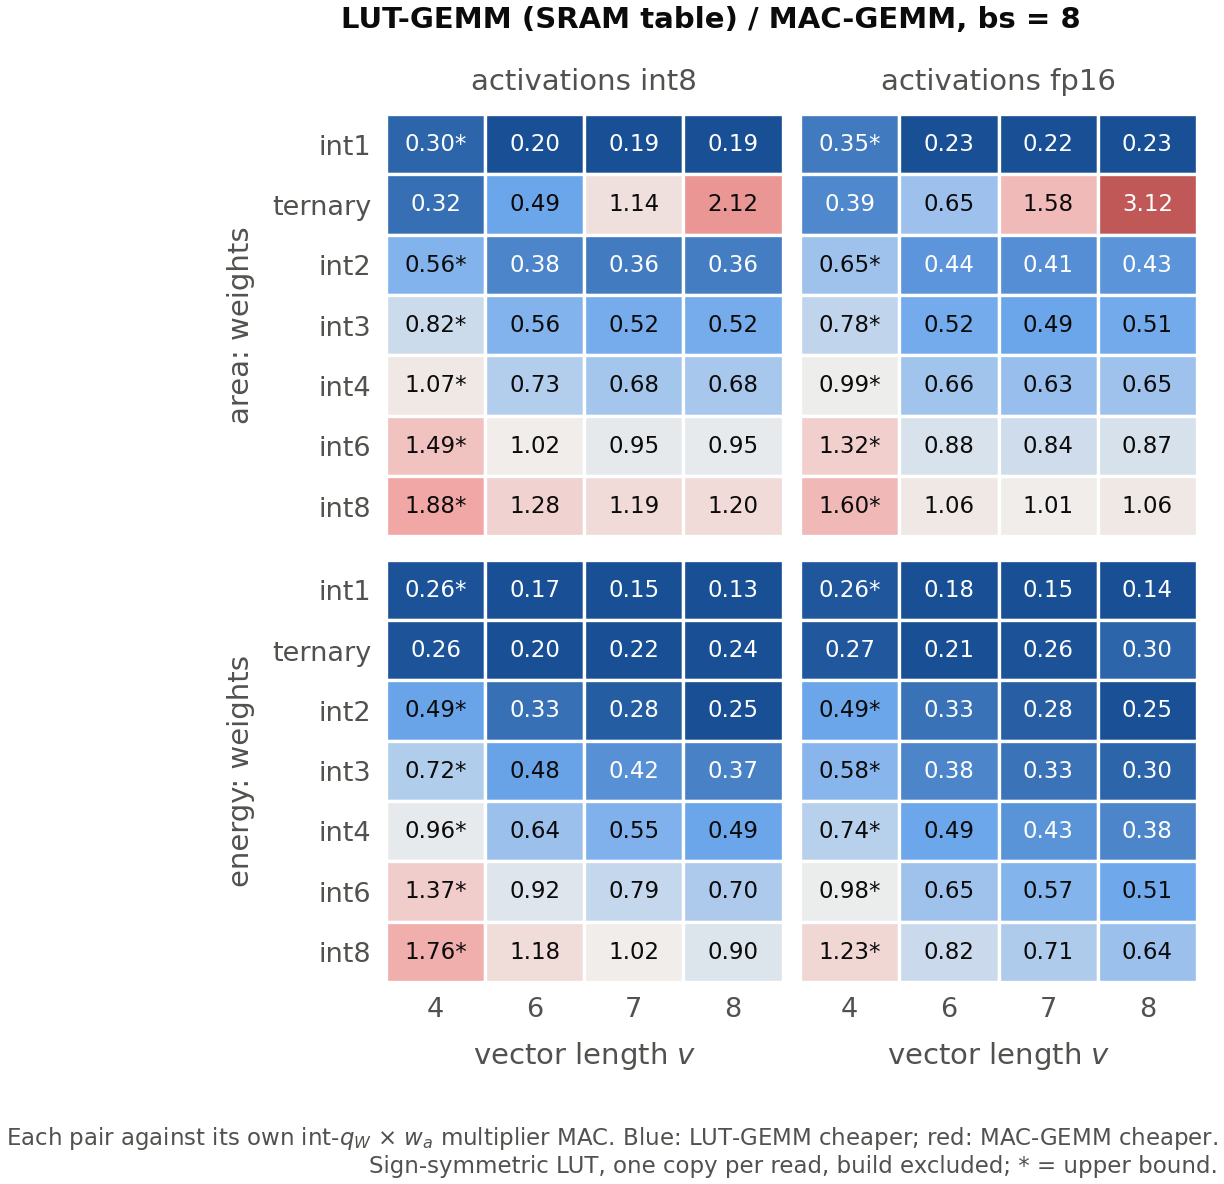 LUT-GEMM (SRAM table) / MAC-GEMM, bs = 8
activations int8 activations fp16
area: weights
int1 0.30* 0.20 0.19 0.19 0.35* 0.23 0.22 0.23
ternary 0.32 0.49 1.14 2.12 0.39 0.65 1.58 3.12
int2 0.56* 0.38 0.36 0.36 0.65* 0.44 0.41 0.43
int3 0.82* 0.56 0.52 0.52 0.78* 0.52 0.49 0.51
int4 1.07* 0.73 0.68 0.68 0.99* 0.66 0.63 0.65
int6 1.49* 1.02 0.95 0.95 1.32* 0.88 0.84 0.87
int8 1.88* 1.28 1.19 1.20 1.60* 1.06 1.01 1.06
energy: weights
int1 0.26* 0.17 0.15 0.13 0.26* 0.18 0.15 0.14
ternary 0.26 0.20 0.22 0.24 0.27 0.21 0.26 0.30
int2 0.49* 0.33 0.28 0.25 0.49* 0.33 0.28 0.25
int3 0.72* 0.48 0.42 0.37 0.58* 0.38 0.33 0.30
int4 0.96* 0.64 0.55 0.49 0.74* 0.49 0.43 0.38
int6 1.37* 0.92 0.79 0.70 0.98* 0.65 0.57 0.51
int8 1.76* 1.18 1.02 0.90 1.23* 0.82 0.71 0.64
4 6 7 8 4 6 7 8
vector length v vector length v
Each pair against its own int-q_W × w_a multiplier MAC. Blue: LUT-GEMM cheaper; red: MAC-GEMM cheaper.
Sign-symmetric LUT, one copy per read, build excluded; * = upper bound.